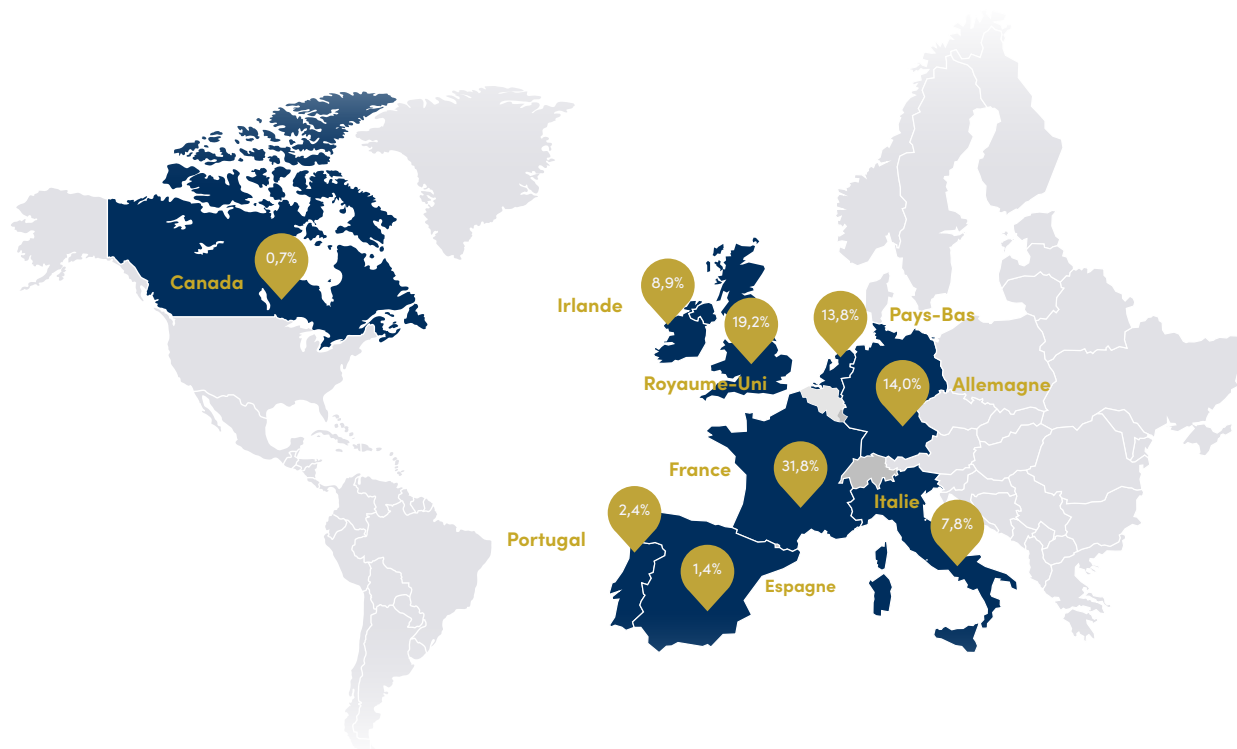 0,7%
Canada
8,9%
Irlande
19,2%
Royaume-Uni
13,8%
Pays-Bas
14,0%
Allemagne
31,8%
France
Italie
7,8%
2,4%
Portugal
1,4%
Espagne